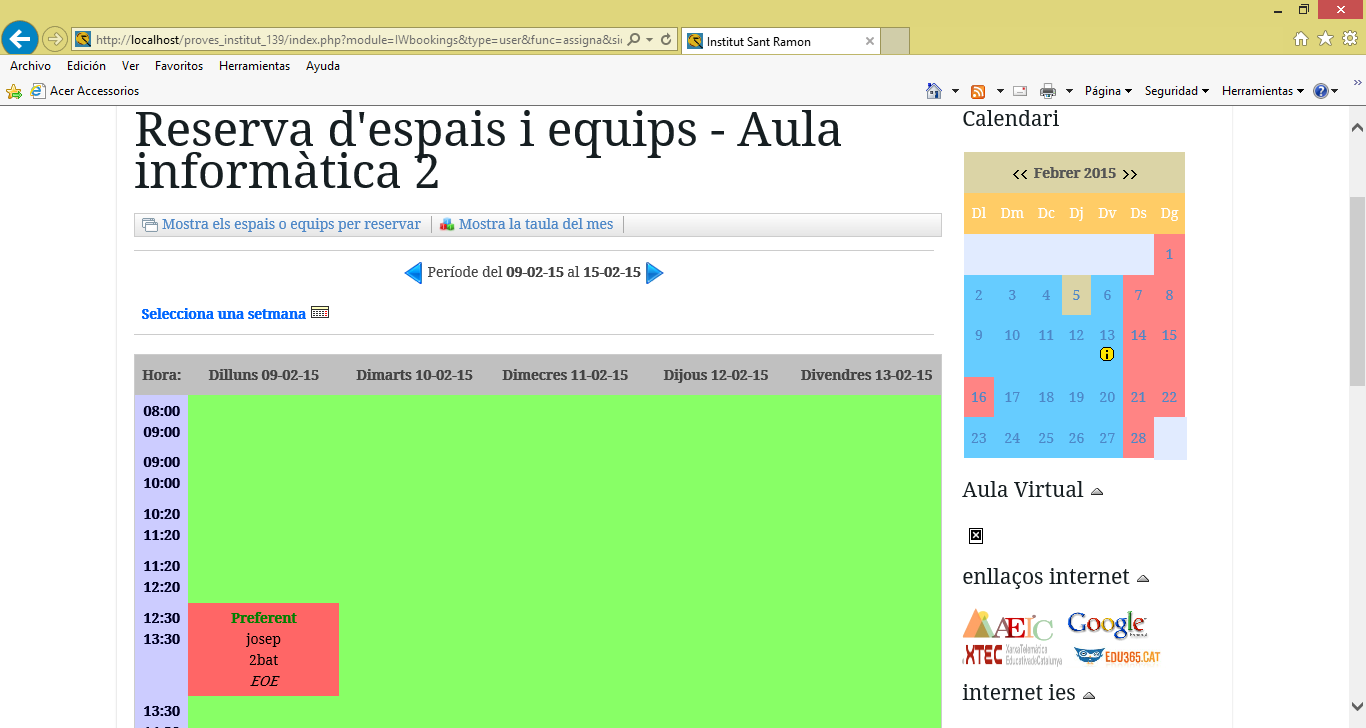 http://localhost/proves_institut_139/index.php?module=IWbookings&type=user&func=assigna&si
Institut Sant Ramon
Archivo Edición Ver Favoritos Herramientas Ayuda
Acer Accessorios
Página Seguridad Herramientas
Reserva d'espais i equips - Aula
informàtica 2
Mostra els espais o equips per reservar Mostra la taula del mes
Període del 09-02-15 al 15-02-15
Selecciona una setmana
Hora: Dilluns 09-02-15 Dimarts 10-02-15 Dimecres 11-02-15 Dijous 12-02-15 Divendres 13-02-15
08:00
09:00
09:00
10:00
10:20
11:20
11:20
12:20
12:30
13:30
Preferent
josep
2bat
EOE
13:30
Calendari
<< Febrer 2015 >>
Dl Dm Dc Dj Dv Ds Dg
1
2 3 4 5 6 7 8
9 10 11 12 13 14 15
16 17 18 19 20 21 22
23 24 25 26 27 28
Aula Virtual
enllaços internet
AEIC Google
XTEC Xarxa Telemàtica
Educativa de Catalunya
EDU365.CAT
internet ies